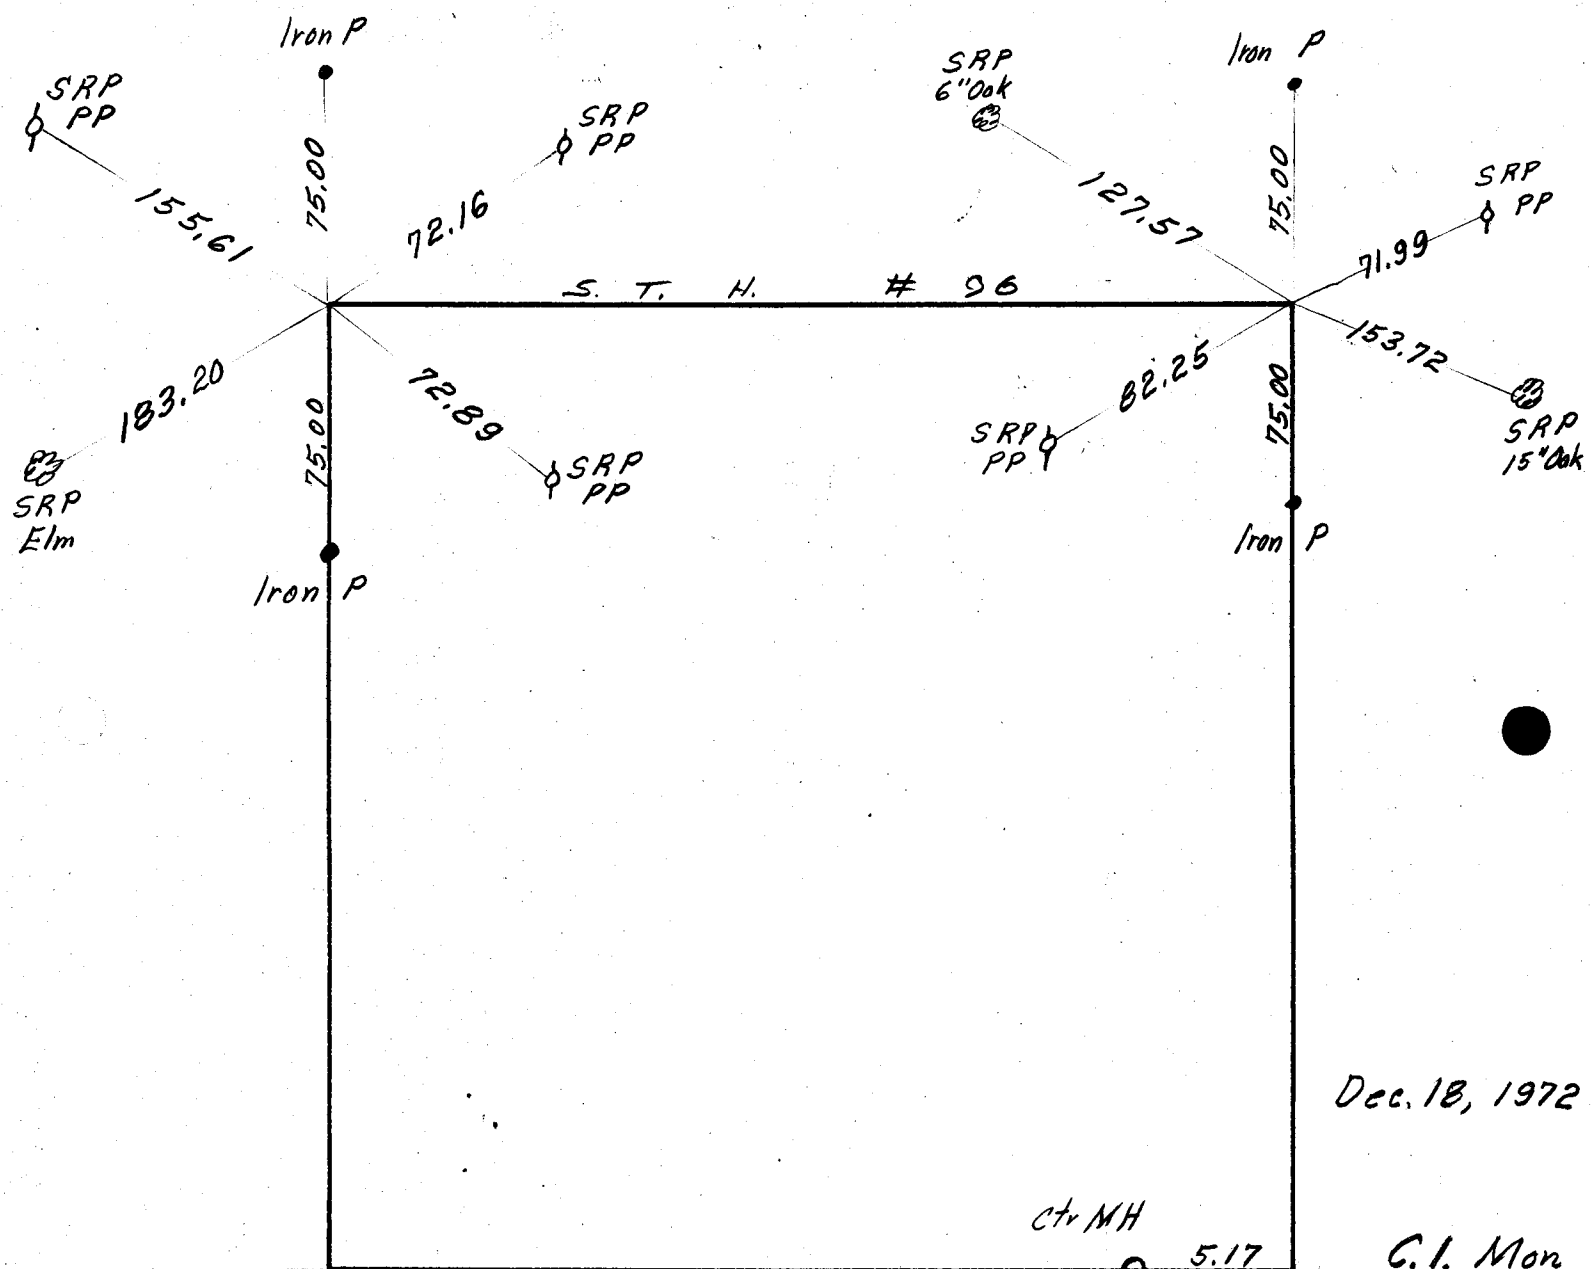 Iron P
SRP
PP
75.00
155.61
SRP
PP
72.16
SRP
6"Oak
127.57
Iron P
75.00
SRP
PP
71.99
S. T. H. # 96
183.20
SRP
Elm
75.00
72.89
SRP
PP
Iron P
82.25
SRP
PP
75.00
153.72
SRP
15"Oak
Iron P
Dec. 18, 1972
Ctr MH
5.17
C.I. Mon